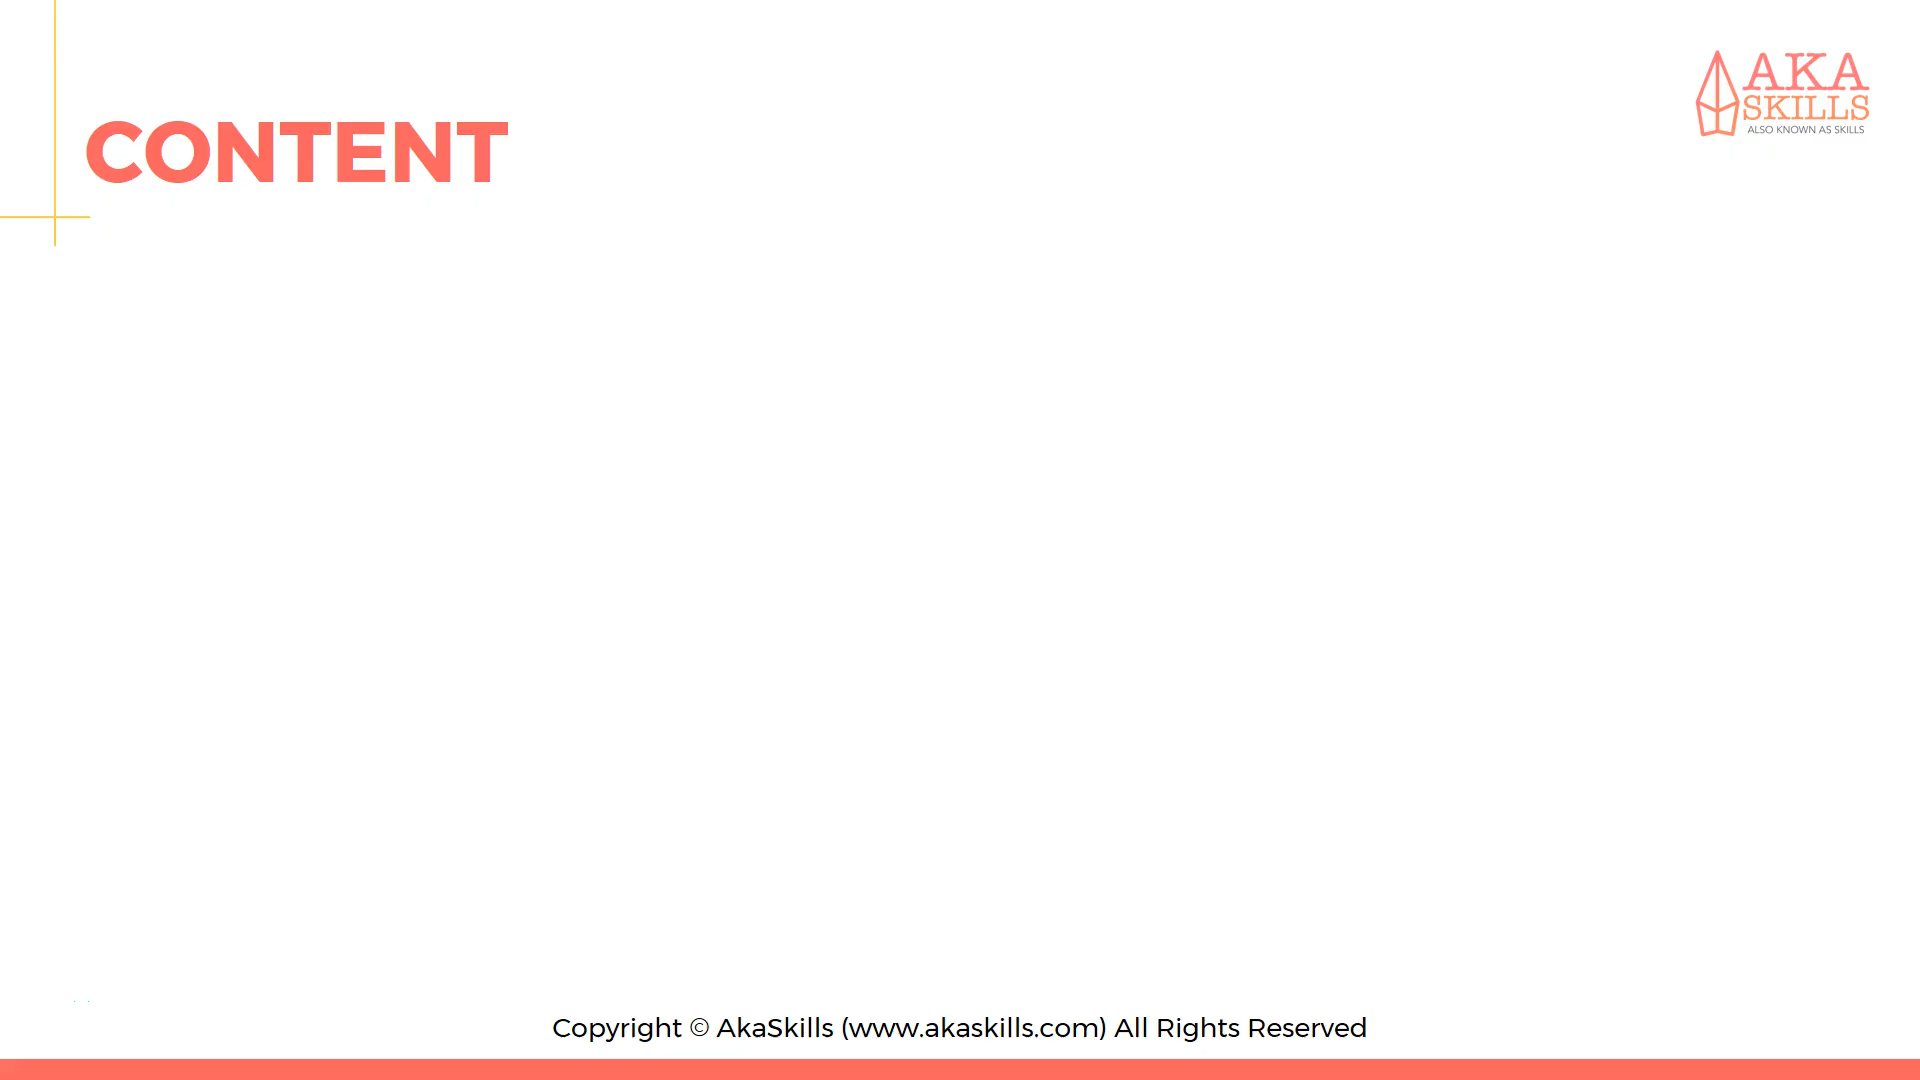 CONTENT
AKA
SKILLS
ALSO KNOWN AS SKILLS
Copyright © AkaSkills (www.akaskills.com) All Rights Reserved